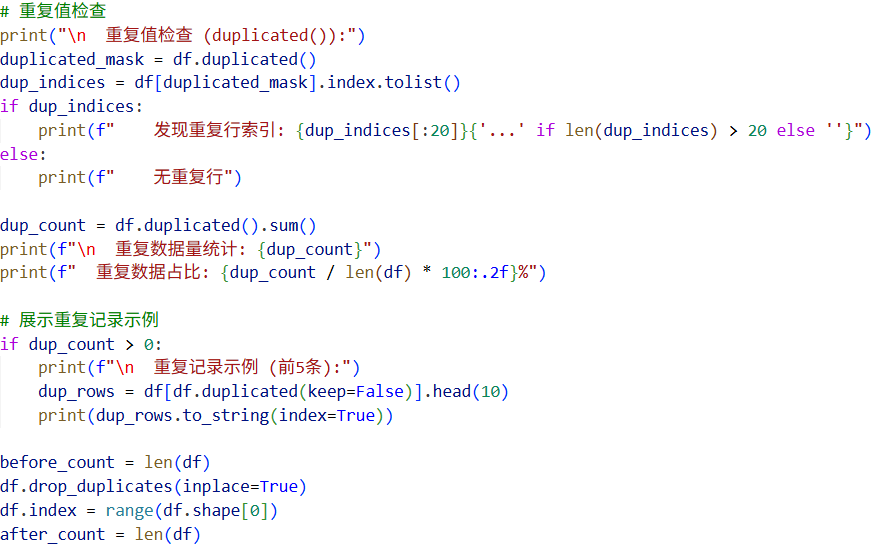 # 重复值检查
print("\n  重复值检查 (duplicated()):")
duplicated_mask = df.duplicated()
dup_indices = df[duplicated_mask].index.tolist()
if dup_indices:
    print(f"    发现重复行索引: {dup_indices[:20]}{'...' if len(dup_indices) > 20 else ''}")
else:
    print(f"    无重复行")

dup_count = df.duplicated().sum()
print(f"\n  重复数据量统计: {dup_count}")
print(f"  重复数据占比: {dup_count / len(df) * 100:.2f}%")

# 展示重复记录示例
if dup_count > 0:
    print(f"\n  重复记录示例 (前5条):")
    dup_rows = df[df.duplicated(keep=False)].head(10)
    print(dup_rows.to_string(index=True))

before_count = len(df)
df.drop_duplicates(inplace=True)
df.index = range(df.shape[0])
after_count = len(df)